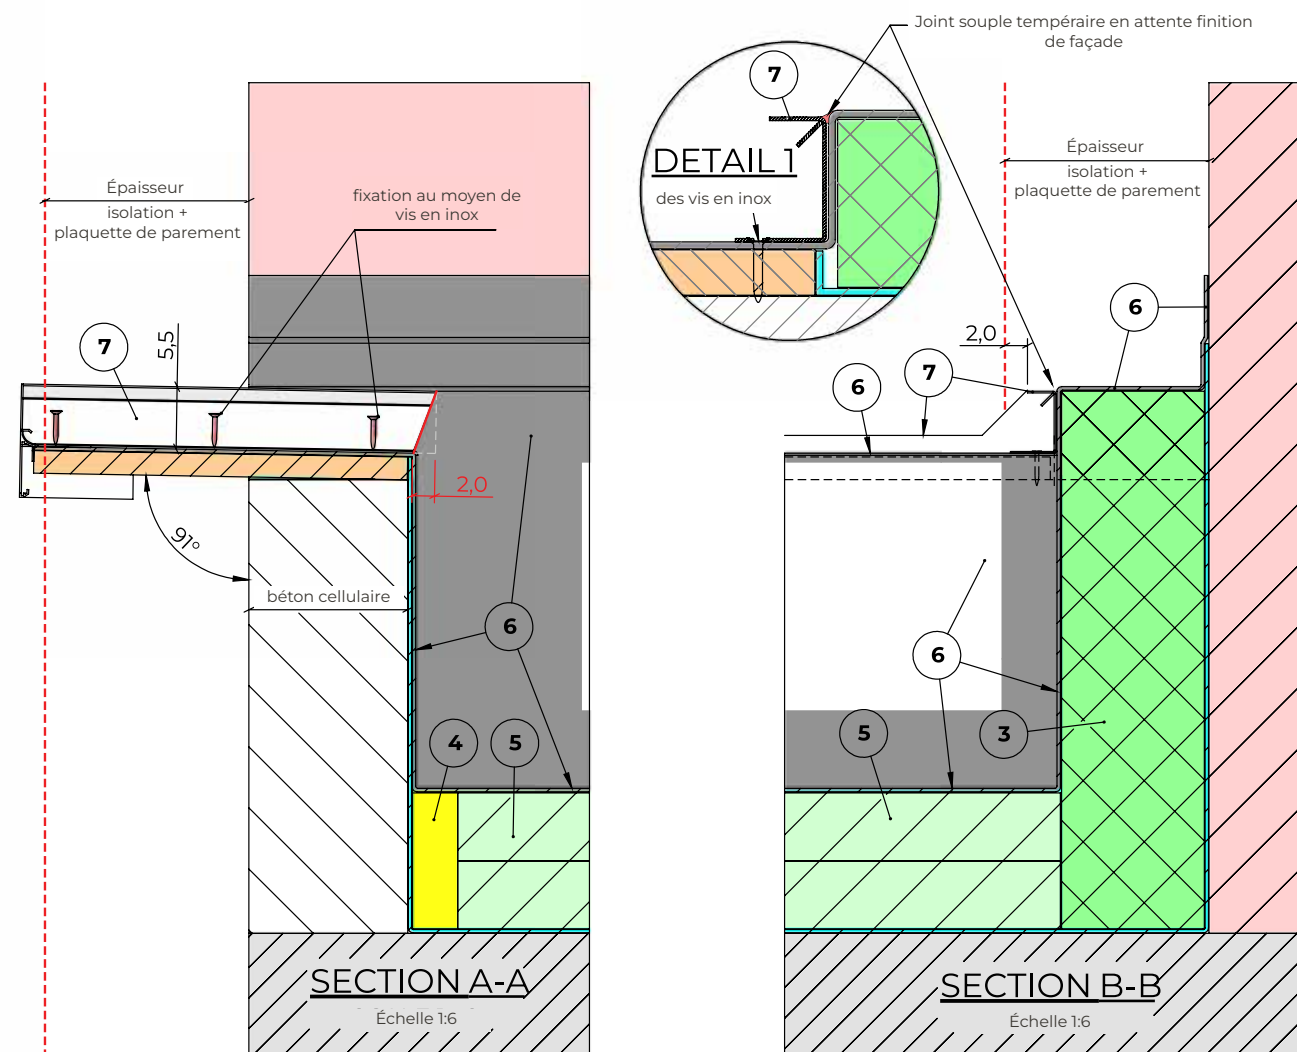 Joint souple tempéraire en attente finition
de façade
7
DETAIL 1
des vis en inox
Épaisseur
isolation +
plaquette de parement
fixation au moyen de
vis en inox
Épaisseur
isolation +
plaquette de parement
6
2,0
7
5,5
6
7
2,0
91°
béton cellulaire
6
6
4
5
5
3
SECTION A-A
Échelle 1:6
SECTION B-B
Échelle 1:6